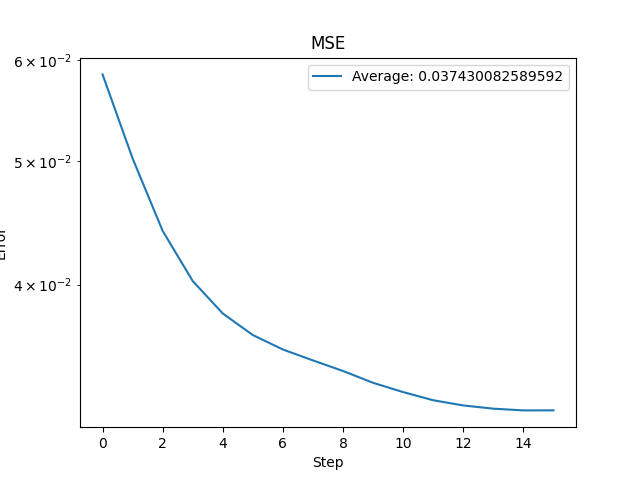 MSE
Average: 0.037430082589592
6 × 10⁻²
5 × 10⁻²
4 × 10⁻²
Error
0 2 4 6 8 10 12 14
Step